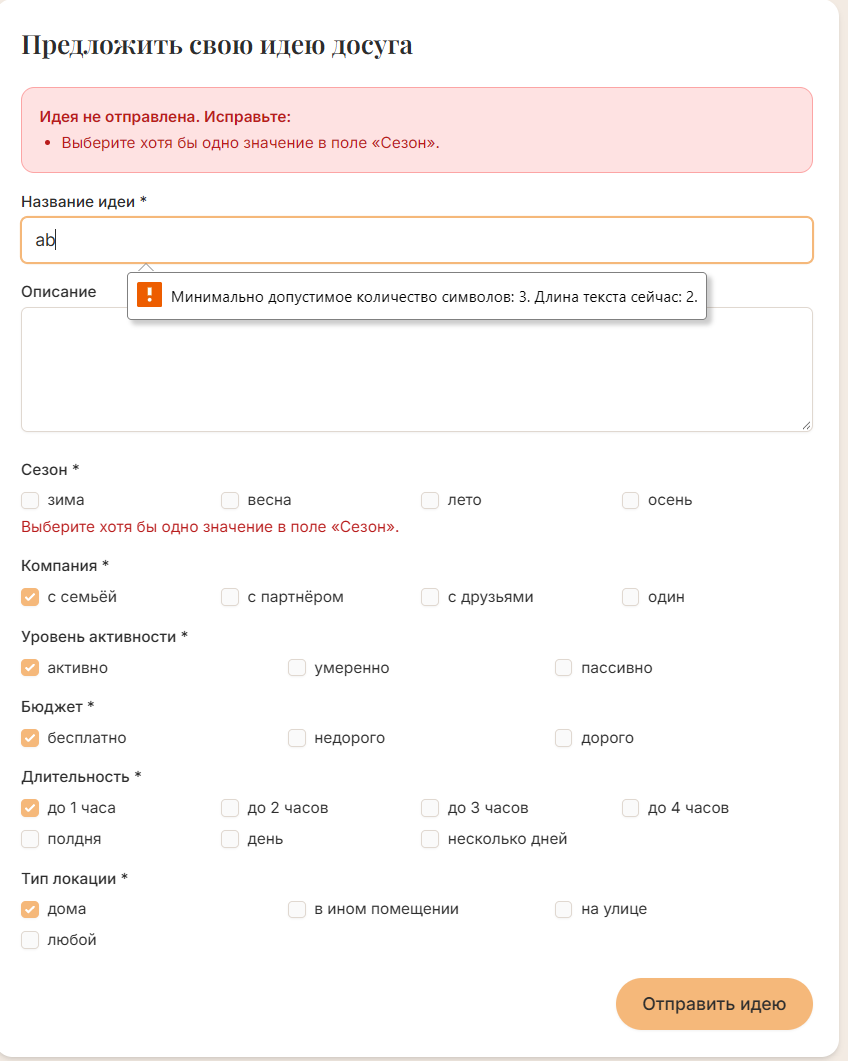 Предложить свою идею досуга
Идея не отправлена. Исправьте:
• Выберите хотя бы одно значение в поле «Сезон».
Название идеи *
ab
Минимально допустимое количество символов: 3. Длина текста сейчас: 2.
Описание
Сезон *
зима весна лето осень
Выберите хотя бы одно значение в поле «Сезон».
Компания *
с семьёй с партнёром с друзьями один
Уровень активности *
активно умеренно пассивно
Бюджет *
бесплатно недорого дорого
Длительность *
до 1 часа до 2 часов до 3 часов до 4 часов
полдня день несколько дней
Тип локации *
дома в ином помещении на улице
любой
Отправить идею